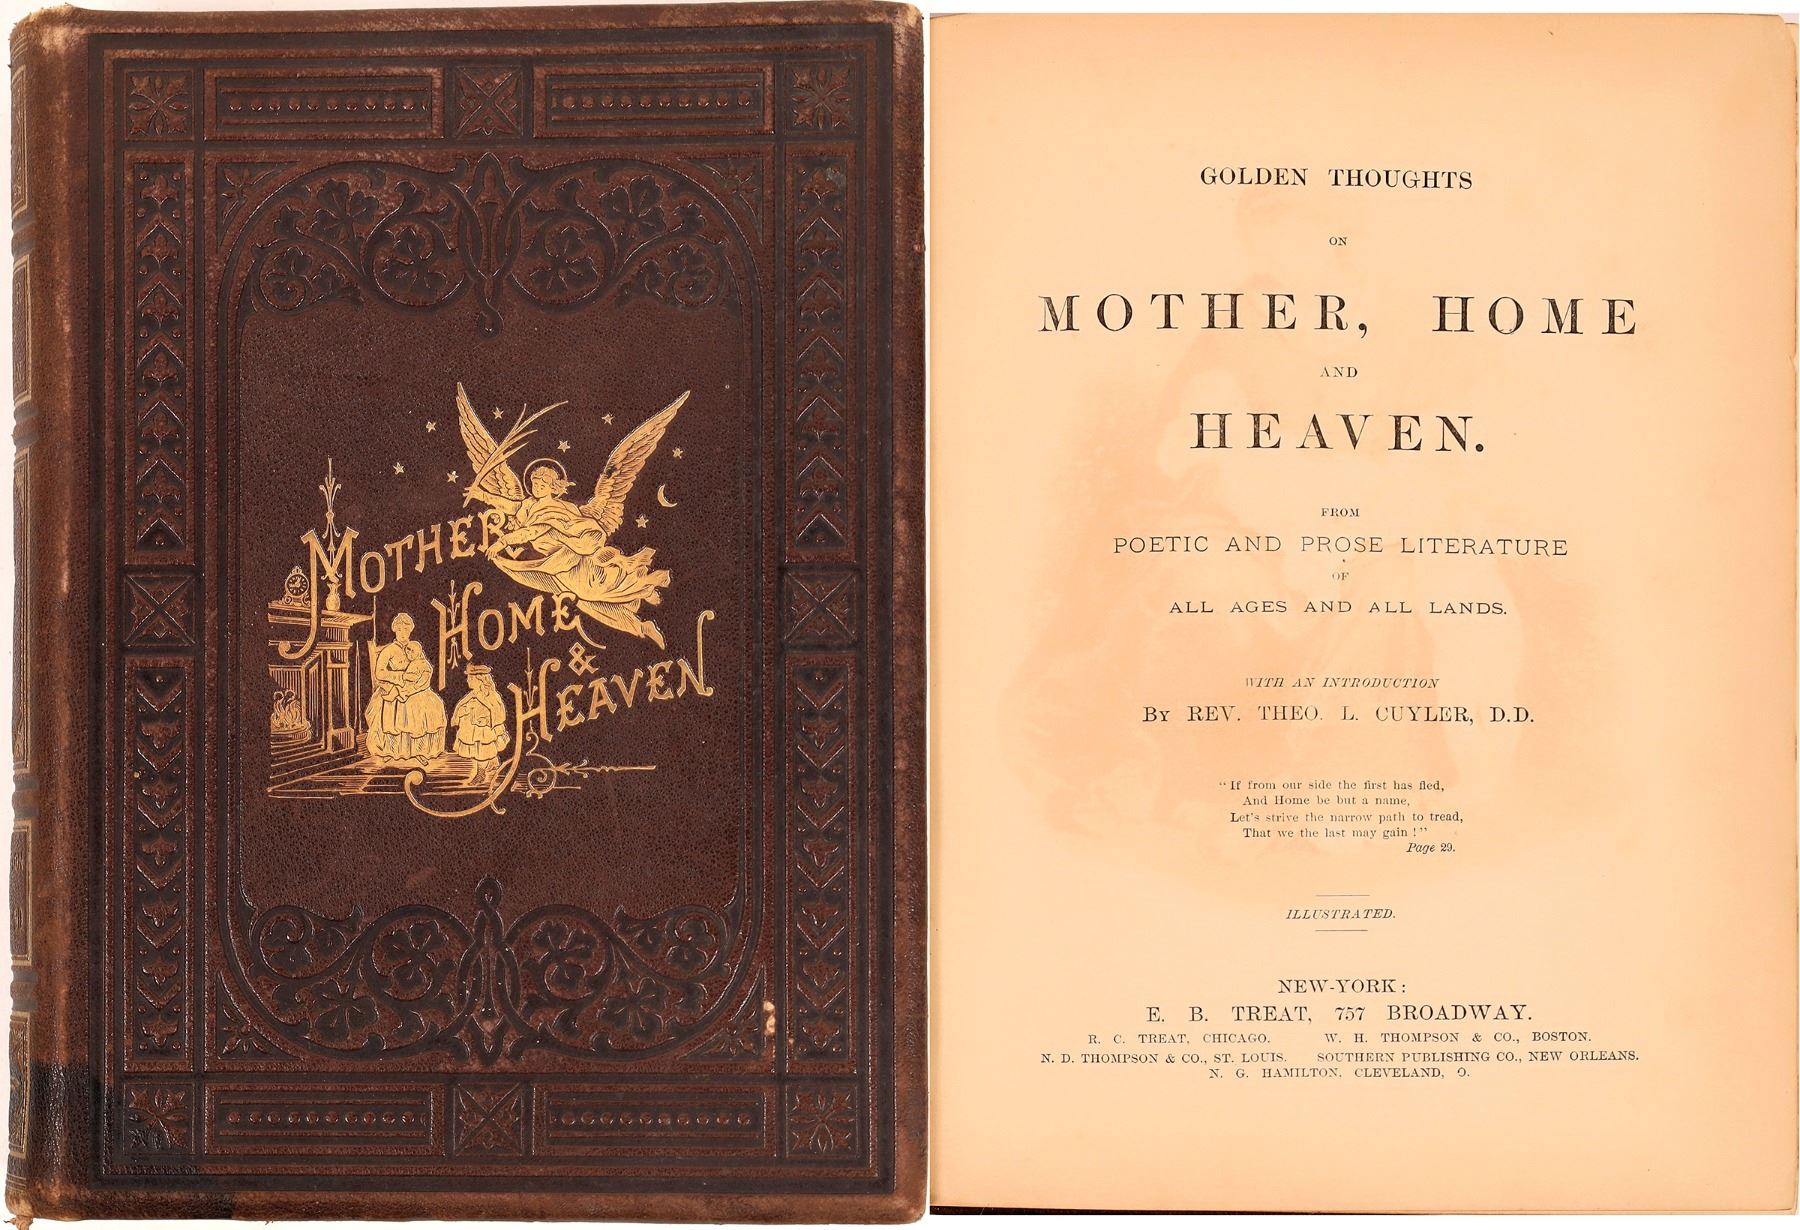 MOTHER
HOME
&
HEAVEN
GOLDEN THOUGHTS
ON
MOTHER, HOME
AND
HEAVEN.
FROM
POETIC AND PROSE LITERATURE
OF
ALL AGES AND ALL LANDS.
WITH AN INTRODUCTION
BY REV. THEO. L. CUYLER, D.D.
“If from our side the first has fled,
And Home be but a name,
Let's strive the narrow path to tread,
That we the last may gain!”
Page 29.
ILLUSTRATED.
NEW-YORK:
E. B. TREAT, 757 BROADWAY.
R. C. TREAT, CHICAGO. W. H. THOMPSON & CO., BOSTON.
N. D. THOMPSON & CO., ST. LOUIS. SOUTHERN PUBLISHING CO., NEW ORLEANS.
N. G. HAMILTON, CLEVELAND, O.